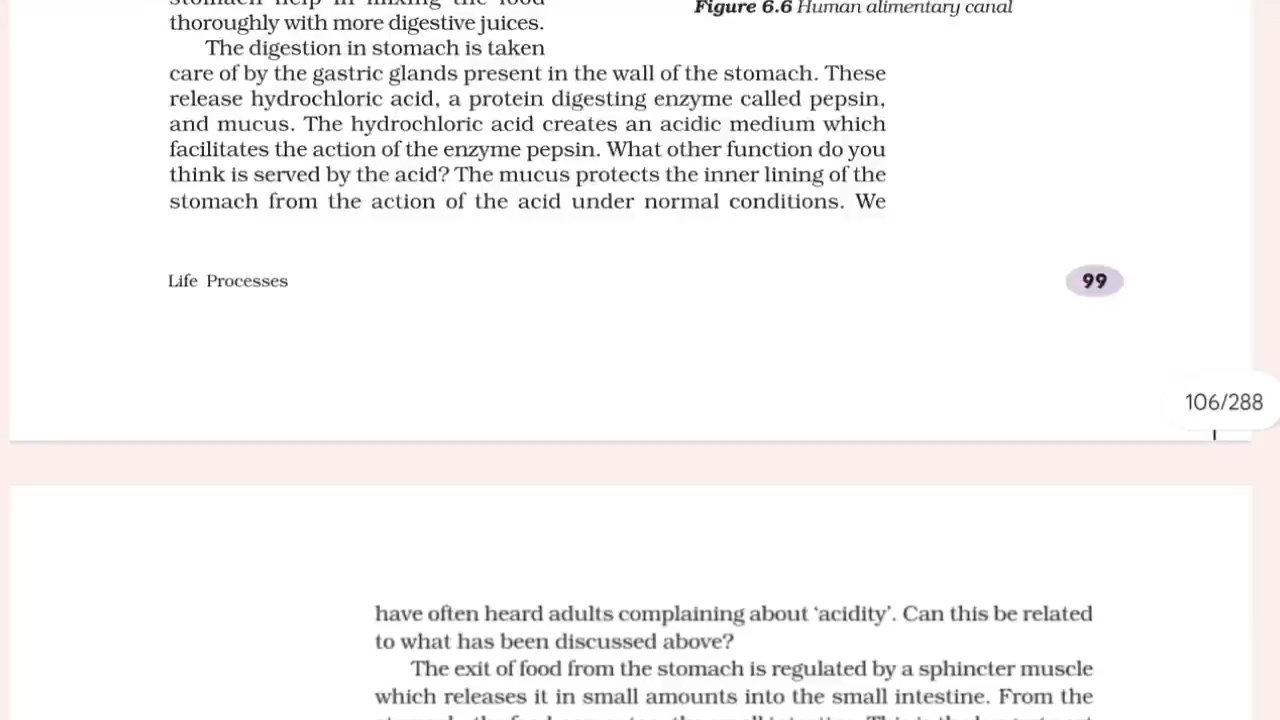 stomach help in mixing the food
thoroughly with more digestive juices.
Figure 6.6 Human alimentary canal
The digestion in stomach is taken
care of by the gastric glands present in the wall of the stomach. These
release hydrochloric acid, a protein digesting enzyme called pepsin,
and mucus. The hydrochloric acid creates an acidic medium which
facilitates the action of the enzyme pepsin. What other function do you
think is served by the acid? The mucus protects the inner lining of the
stomach from the action of the acid under normal conditions. We
Life Processes
99
106/288
have often heard adults complaining about ‘acidity’. Can this be related
to what has been discussed above?
The exit of food from the stomach is regulated by a sphincter muscle
which releases it in small amounts into the small intestine. From the